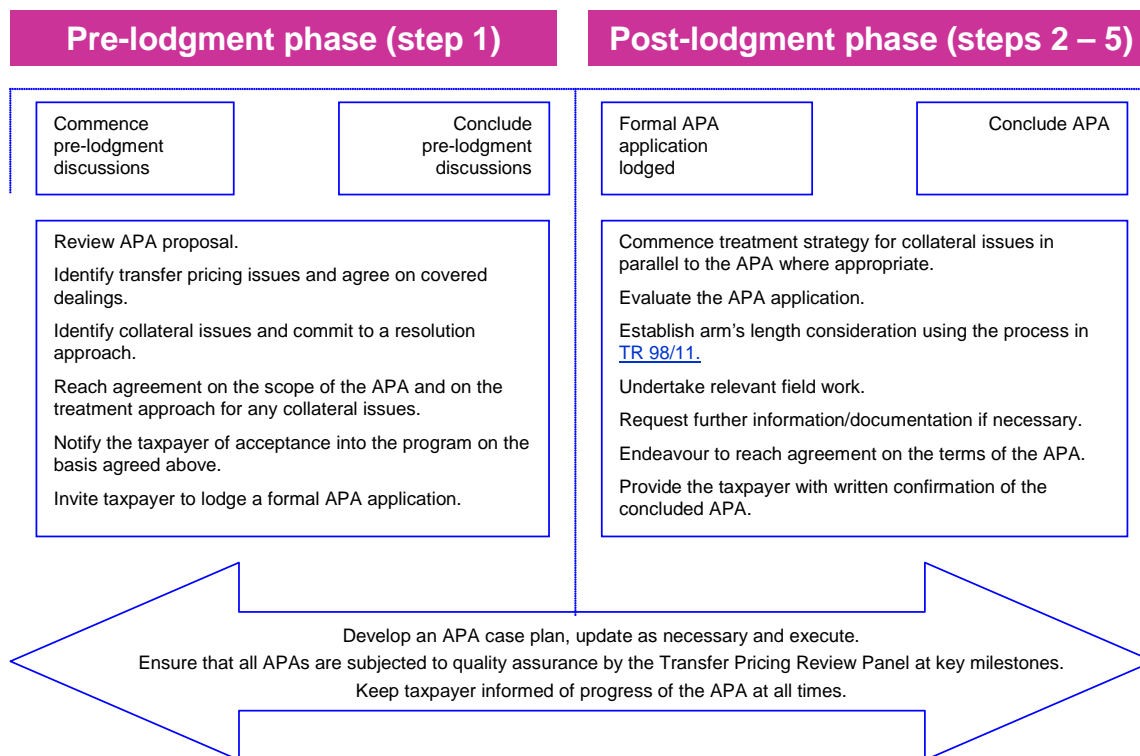 Pre-lodgment phase (step 1)
Post-lodgment phase (steps 2 – 5)
Commence
pre-lodgment
discussions
Conclude
pre-lodgment
discussions
Formal APA
application
lodged
Conclude APA
Review APA proposal.
Identify transfer pricing issues and agree on covered
dealings.
Identify collateral issues and commit to a resolution
approach.
Reach agreement on the scope of the APA and on the
treatment approach for any collateral issues.
Notify the taxpayer of acceptance into the program on the
basis agreed above.
Invite taxpayer to lodge a formal APA application.
Commence treatment strategy for collateral issues in
parallel to the APA where appropriate.
Evaluate the APA application.
Establish arm’s length consideration using the process in
TR 98/11.
Undertake relevant field work.
Request further information/documentation if necessary.
Endeavour to reach agreement on the terms of the APA.
Provide the taxpayer with written confirmation of the
concluded APA.
Develop an APA case plan, update as necessary and execute.
Ensure that all APAs are subjected to quality assurance by the Transfer Pricing Review Panel at key milestones.
Keep taxpayer informed of progress of the APA at all times.